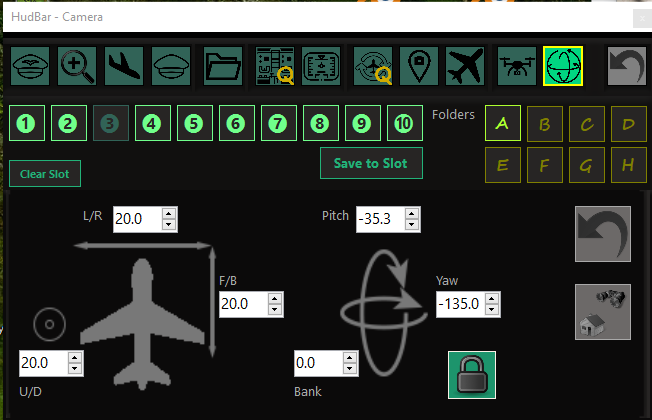 HudBar - Camera
x
Q Q
1 2 3 4 5 6 7 8 9 10 Folders A B C D
Save to Slot E F G H
Clear Slot
L/R 20.0 Pitch -35.3
F/B Yaw
20.0 -135.0
20.0 0.0
U/D Bank